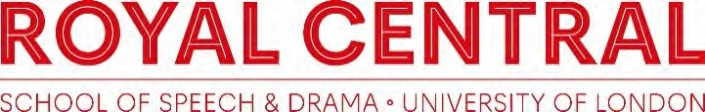 ROYAL CENTRAL
SCHOOL OF SPEECH & DRAMA • UNIVERSITY OF LONDON